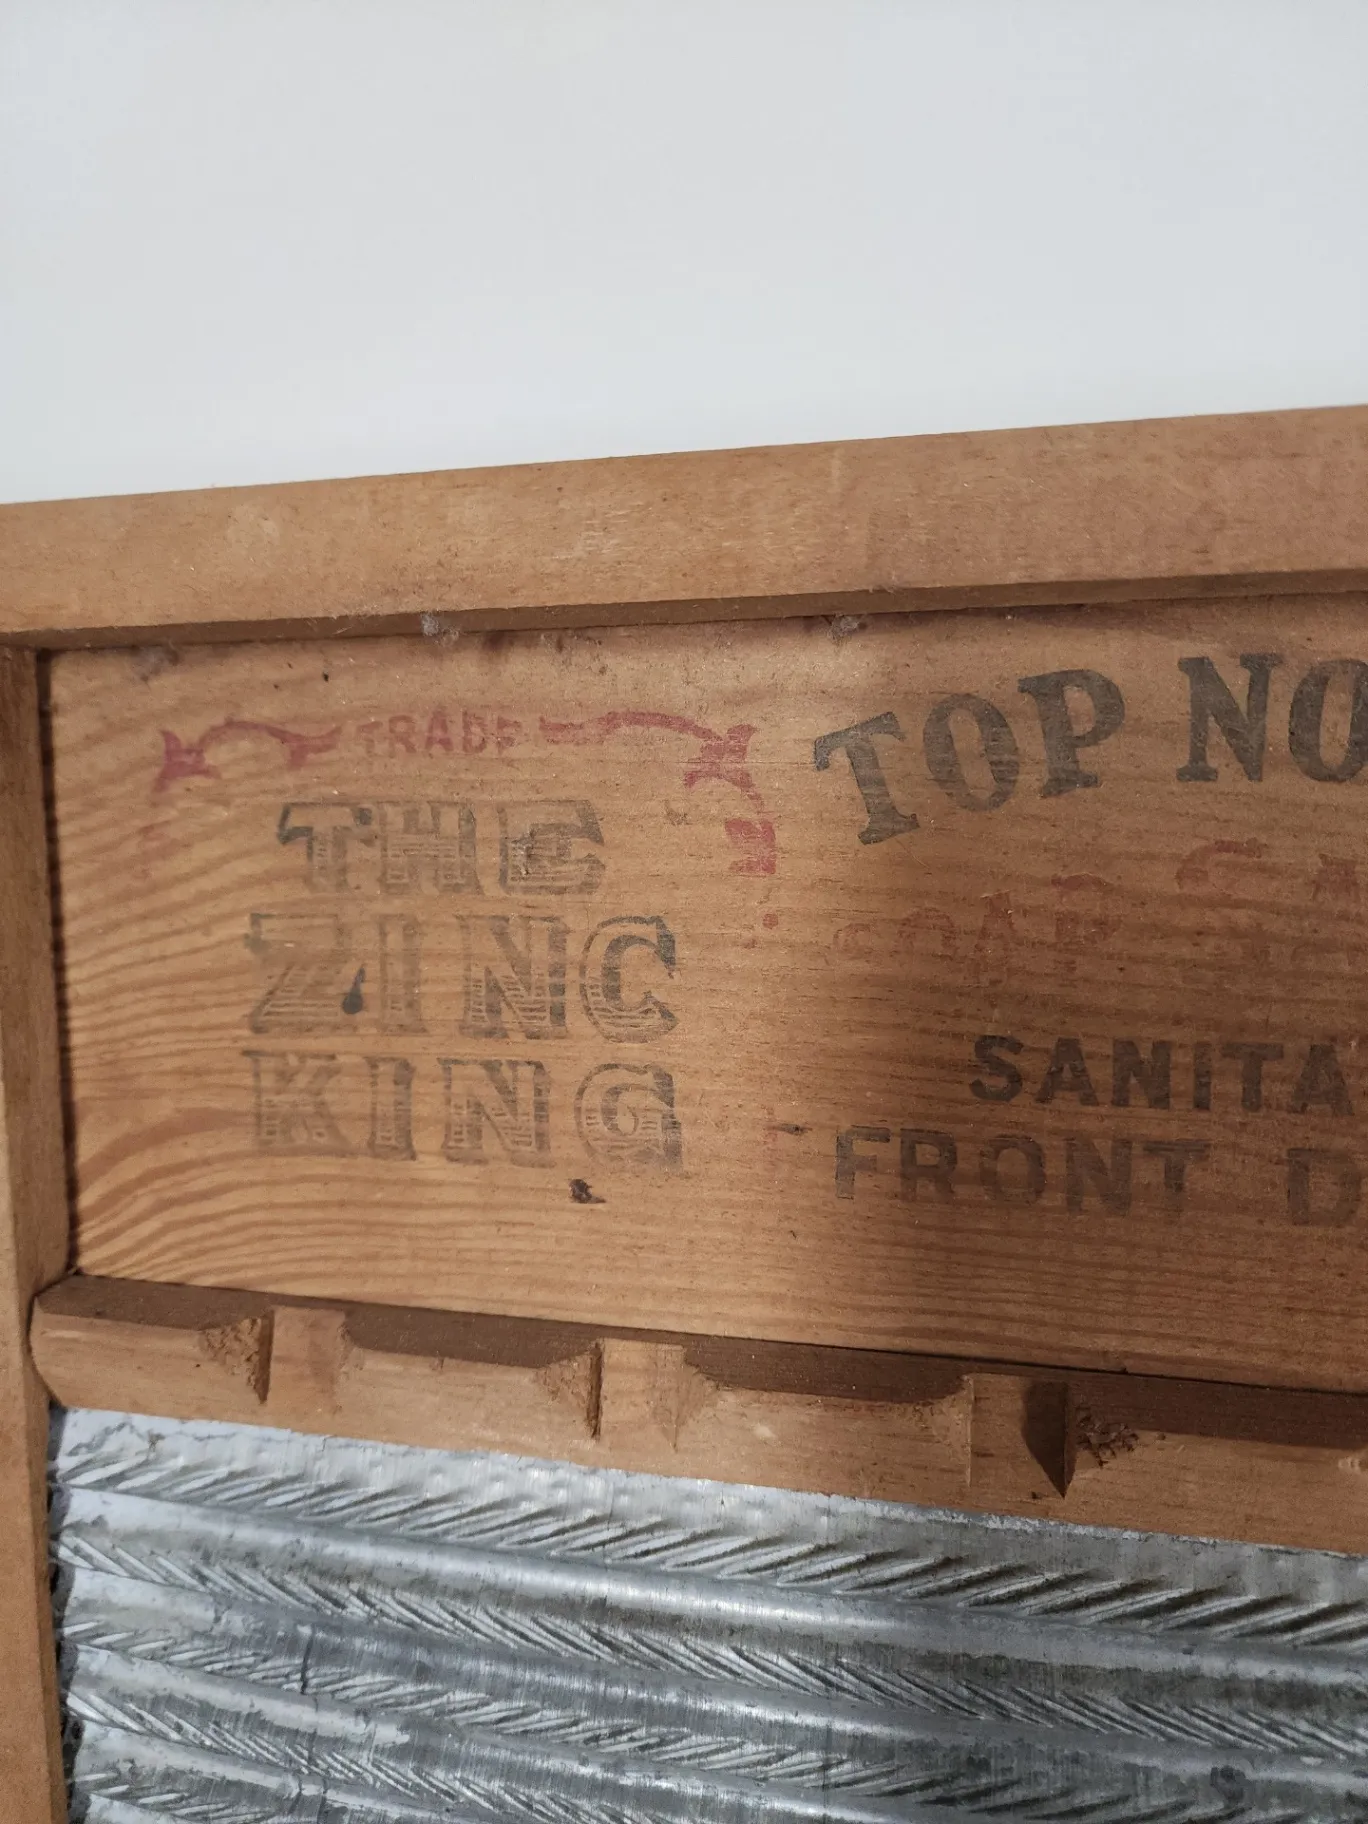 TRADE
THE
ZINC
KING
TOP NO
SANITA
FRONT D